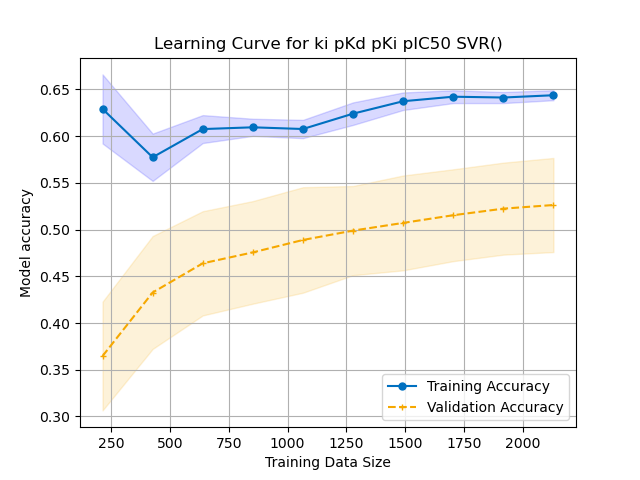 Learning Curve for ki pKd pKi pIC50 SVR()
Model accuracy
0.65
0.60
0.55
0.50
0.45
0.40
0.35
0.30
250 500 750 1000 1250 1500 1750 2000
Training Data Size
Training Accuracy
Validation Accuracy